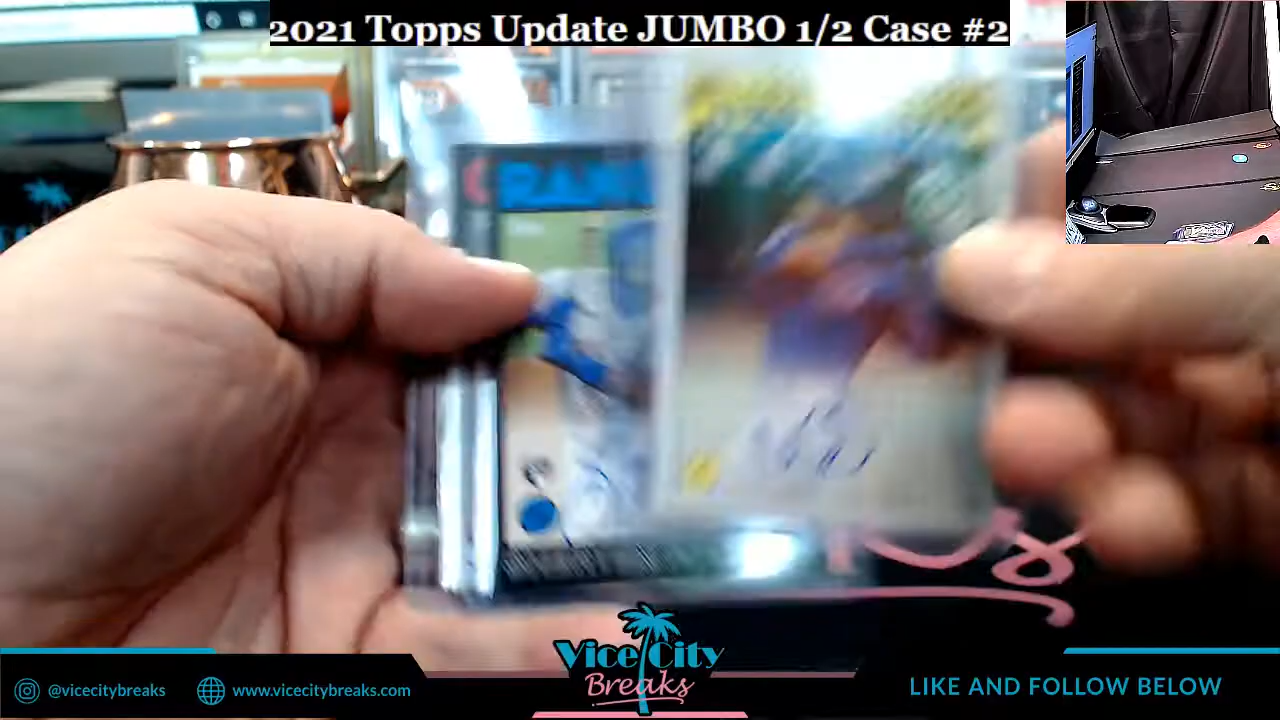 2021 Topps Update JUMBO 1/2 Case #2
Vice City
Breaks
@vicecitybreaks
www.vicecitybreaks.com
LIKE AND FOLLOW BELOW